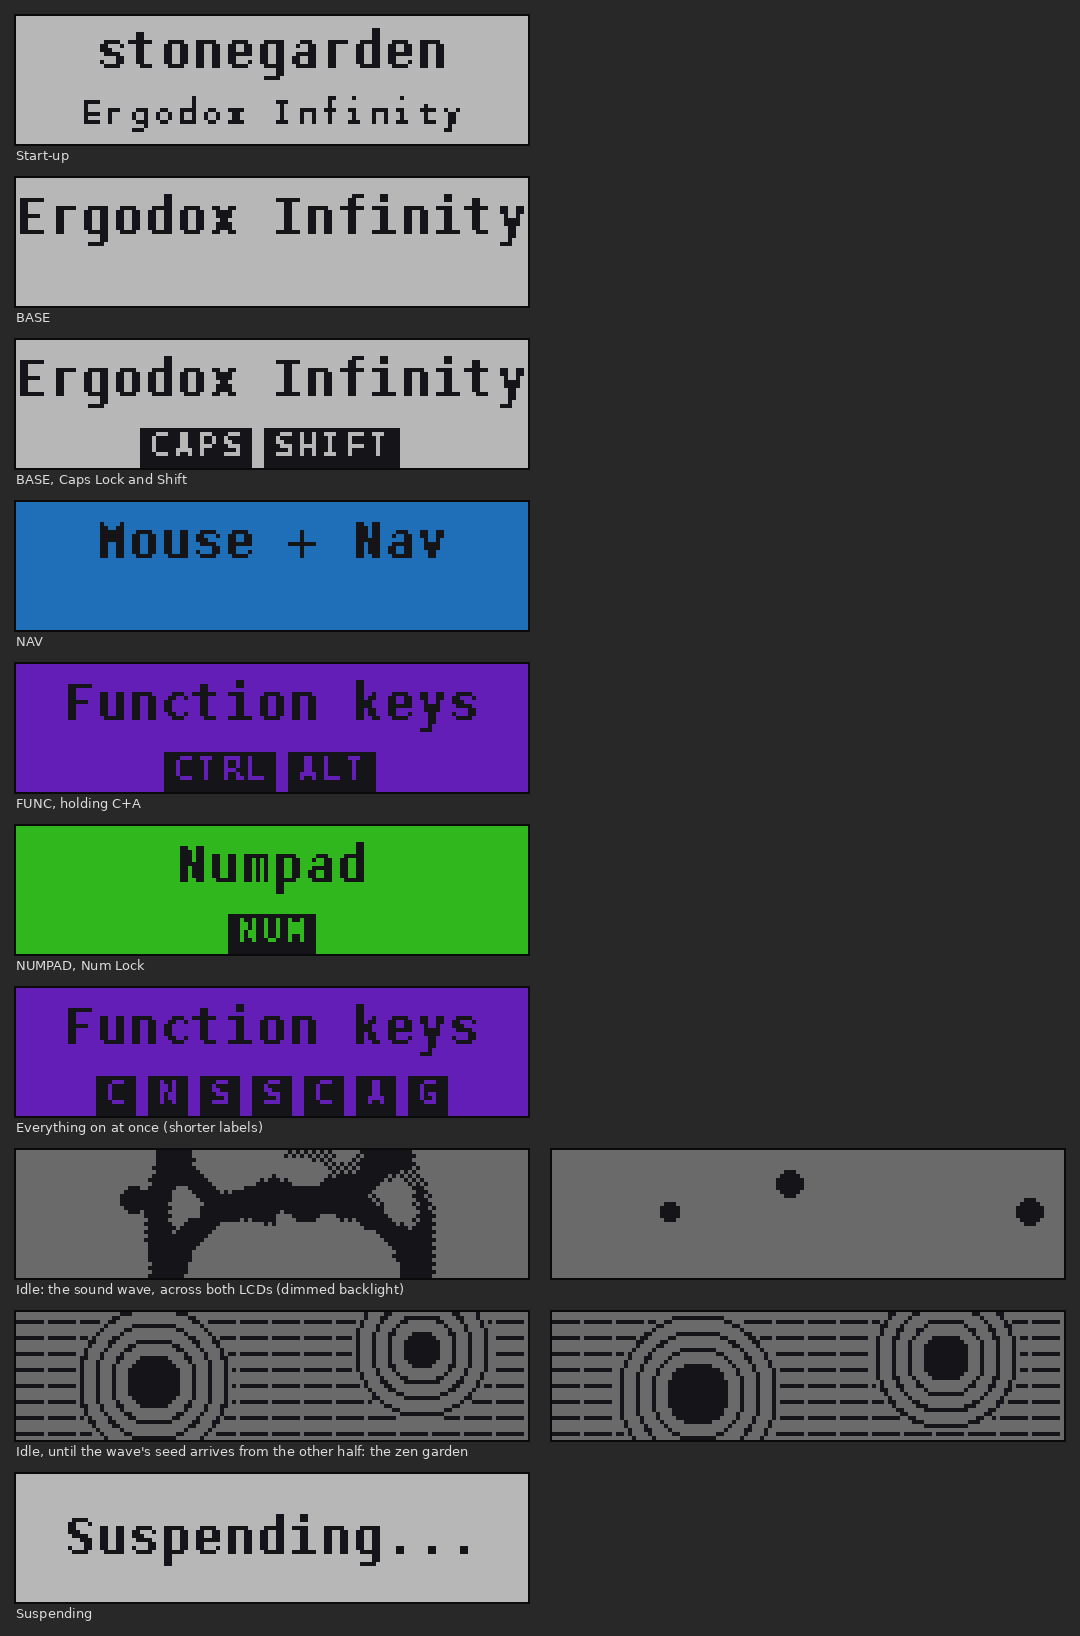 stonegarden
Ergodox Infinity
Start-up
Ergodox Infinity
BASE
Ergodox Infinity
CAPS SHIFT
BASE, Caps Lock and Shift
Mouse + Nav
NAV
Function keys
CTRL ALT
FUNC, holding C+A
Numpad
NUM
NUMPAD, Num Lock
Function keys
C N S S C A G
Everything on at once (shorter labels)
Idle: the sound wave, across both LCDs (dimmed backlight)
Idle, until the wave's seed arrives from the other half: the zen garden
Suspending...
Suspending